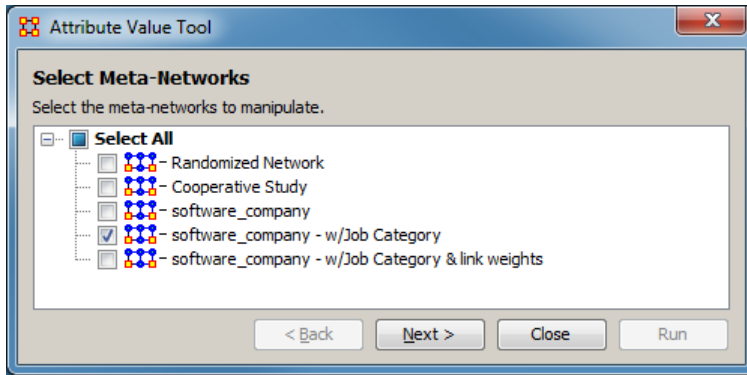 Attribute Value Tool
Select Meta-Networks
Select the meta-networks to manipulate.
Select All
Randomized Network
Cooperative Study
software_company
software_company - w/Job Category
software_company - w/Job Category & link weights
< Back Next > Close Run